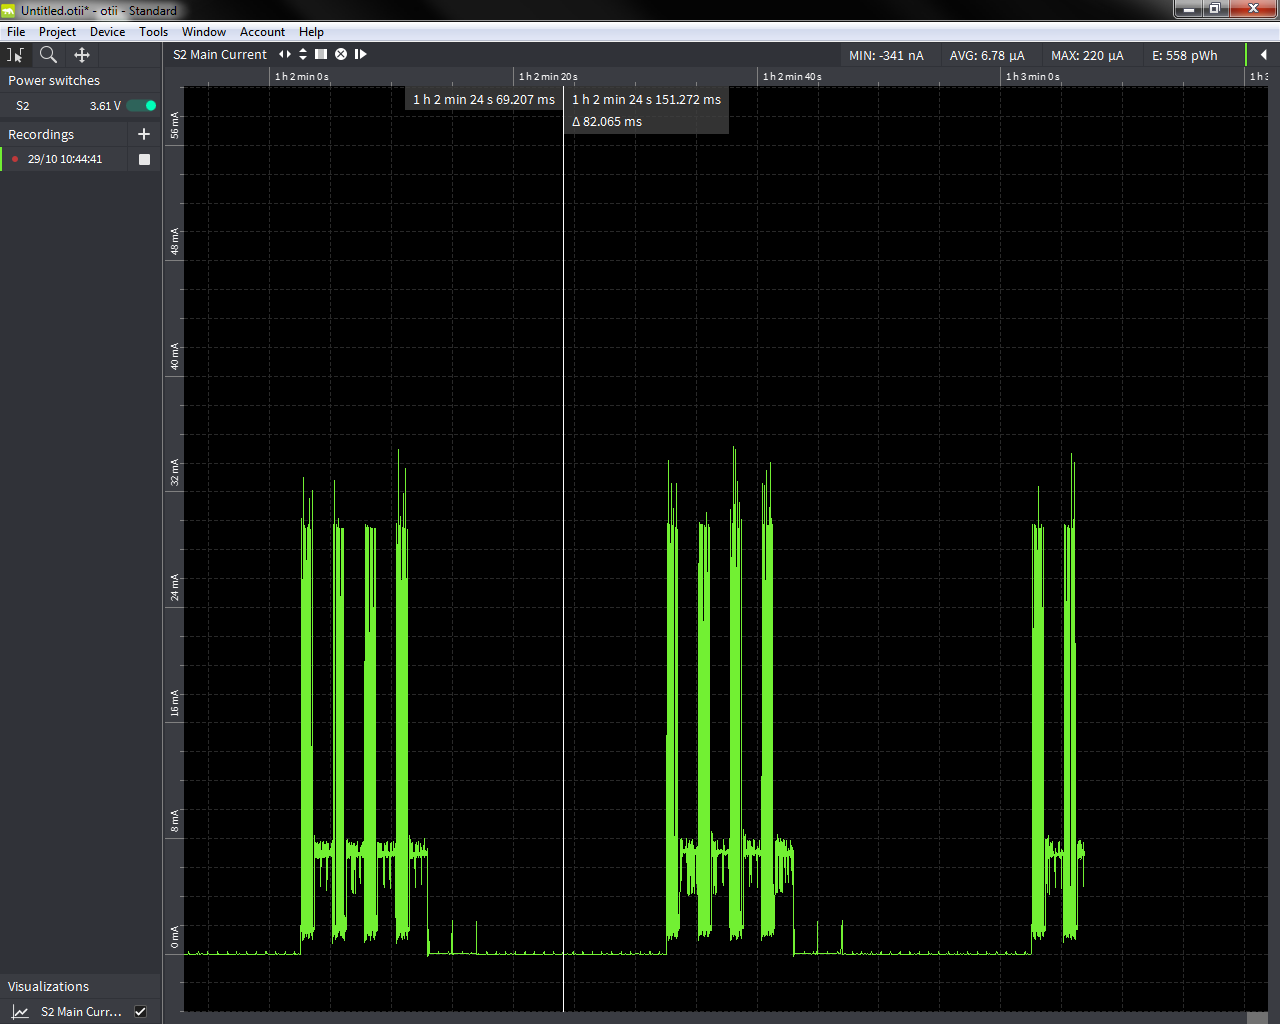 Untitled.otii* - otii - Standard
File Project Device Tools Window Account Help
S2 Main Current
MIN: -341 nA AVG: 6.78 µA MAX: 220 µA E: 558 pWh
1 h 2 min 0 s 1 h 2 min 20 s 1 h 2 min 40 s 1 h 3 min 0 s 1 h 3
Power switches
S2 3.61 V
Recordings +
29/10 10:44:41
1 h 2 min 24 s 69.207 ms 1 h 2 min 24 s 151.272 ms
Δ 82.065 ms
56 mA
48 mA
40 mA
32 mA
24 mA
16 mA
8 mA
0 mA
Visualizations
S2 Main Curr...